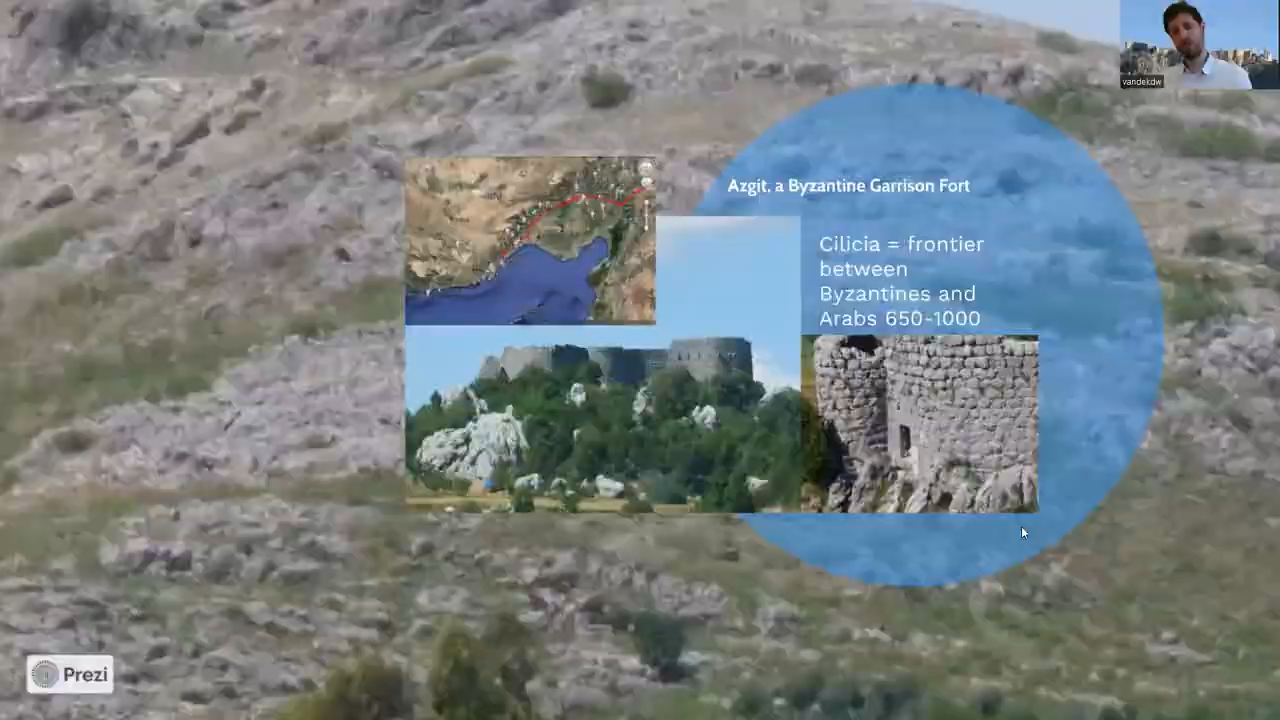 vandekdw
Azgit, a Byzantine Garrison Fort
Cilicia = frontier
between
Byzantines and
Arabs 650-1000
Prezi